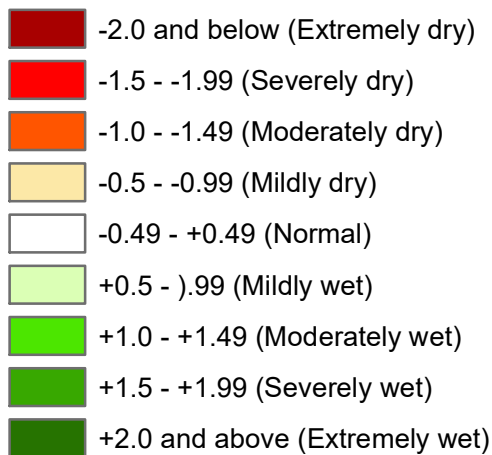 -2.0 and below (Extremely dry)
-1.5 - -1.99 (Severely dry)
-1.0 - -1.49 (Moderately dry)
-0.5 - -0.99 (Mildly dry)
-0.49 - +0.49 (Normal)
+0.5 - ).99 (Mildly wet)
+1.0 - +1.49 (Moderately wet)
+1.5 - +1.99 (Severely wet)
+2.0 and above (Extremely wet)